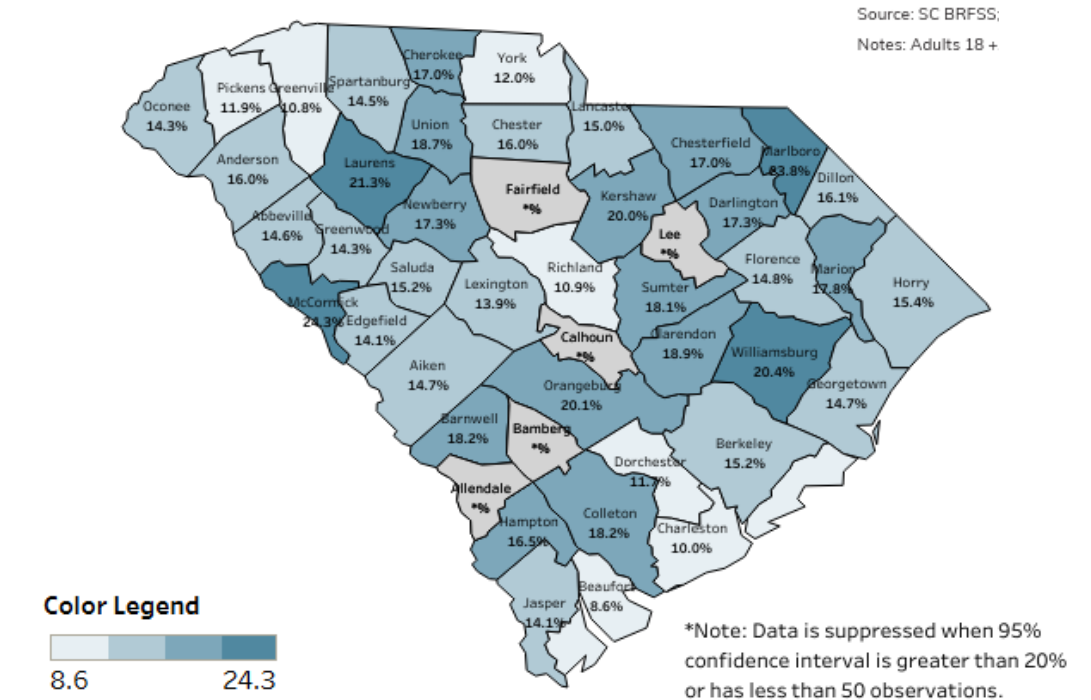 Source: SC BRFSS;
Notes: Adults 18 +
Cherokee
17.0%
York
12.0%
Spartanburg
14.5%
Pickens
11.9%
Greenville
10.8%
Oconee
14.3%
Lancaster
15.0%
Union
18.7%
Chester
16.0%
Chesterfield
17.0%
Marlboro
23.8%
Anderson
16.0%
Laurens
21.3%
Dillon
16.1%
Fairfield
*%
Kershaw
20.0%
Newberry
17.3%
Darlington
17.3%
Abbeville
14.6%
Greenwood
14.3%
Lee
*%
Saluda
15.2%
Richland
10.9%
Florence
14.8%
Marion
17.8%
Lexington
13.9%
Sumter
18.1%
Horry
15.4%
McCormick
24.3%
Edgefield
14.1%
Calhoun
*%
Clarendon
18.9%
Williamsburg
20.4%
Aiken
14.7%
Orangeburg
20.1%
Georgetown
14.7%
Barnwell
18.2%
Bamberg
*%
Berkeley
15.2%
Dorchester
11.7%
Allendale
*%
Colleton
18.2%
Hampton
16.5%
Charleston
10.0%
Beaufort
8.6%
Jasper
14.1%
Color Legend
8.6 24.3
*Note: Data is suppressed when 95%
confidence interval is greater than 20%
or has less than 50 observations.